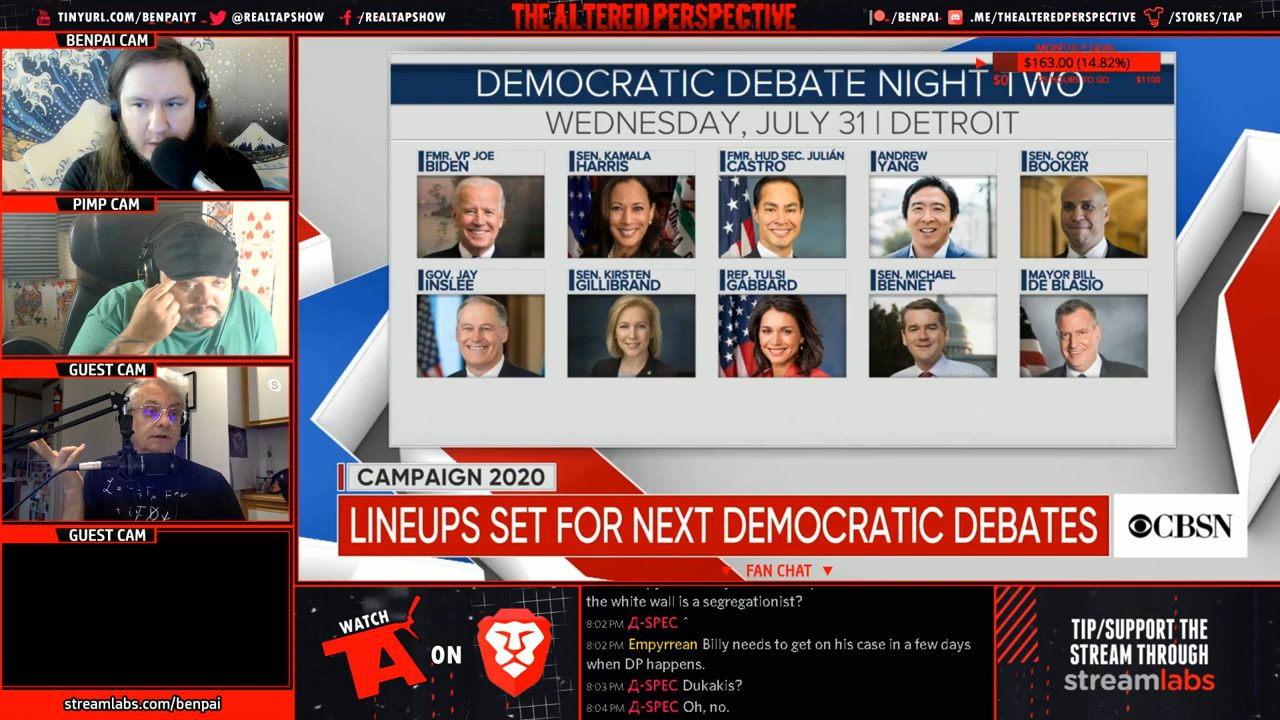 TINYURL.COM/BENPAIYT
@REALTAPSHOW
/REALTAPSHOW
THE ALTERED PERSPECTIVE
/BENPAI
.ME/THEALTEREDPERSPECTIVE
/STORES/TAP
BENPAI CAM
PIMP CAM
GUEST CAM
GUEST CAM
streamlabs.com/benpai
MONTHLY GOAL
$163.00 (14.82%)
$0
HOURS TO GO
$1100
DEMOCRATIC DEBATE NIGHT TWO
WEDNESDAY, JULY 31 | DETROIT
FMR. VP JOE
BIDEN
SEN. KAMALA
HARRIS
FMR. HUD SEC. JULIÁN
CASTRO
ANDREW
YANG
SEN. CORY
BOOKER
GOV. JAY
INSLEE
SEN. KIRSTEN
GILLIBRAND
REP. TULSI
GABBARD
SEN. MICHAEL
BENNET
MAYOR BILL
DE BLASIO
CAMPAIGN 2020
LINEUPS SET FOR NEXT DEMOCRATIC DEBATES
CBSN
FAN CHAT
WATCH
TA
ON
the white wall is a segregationist?
8:02 PM Д-SPEC ^
8:02 PM Empyrrean Billy needs to get on his case in a few days
when DP happens.
8:03 PM Д-SPEC Dukakis?
8:04 PM Д-SPEC Oh, no.
TIP/SUPPORT THE
STREAM THROUGH
streamlabs